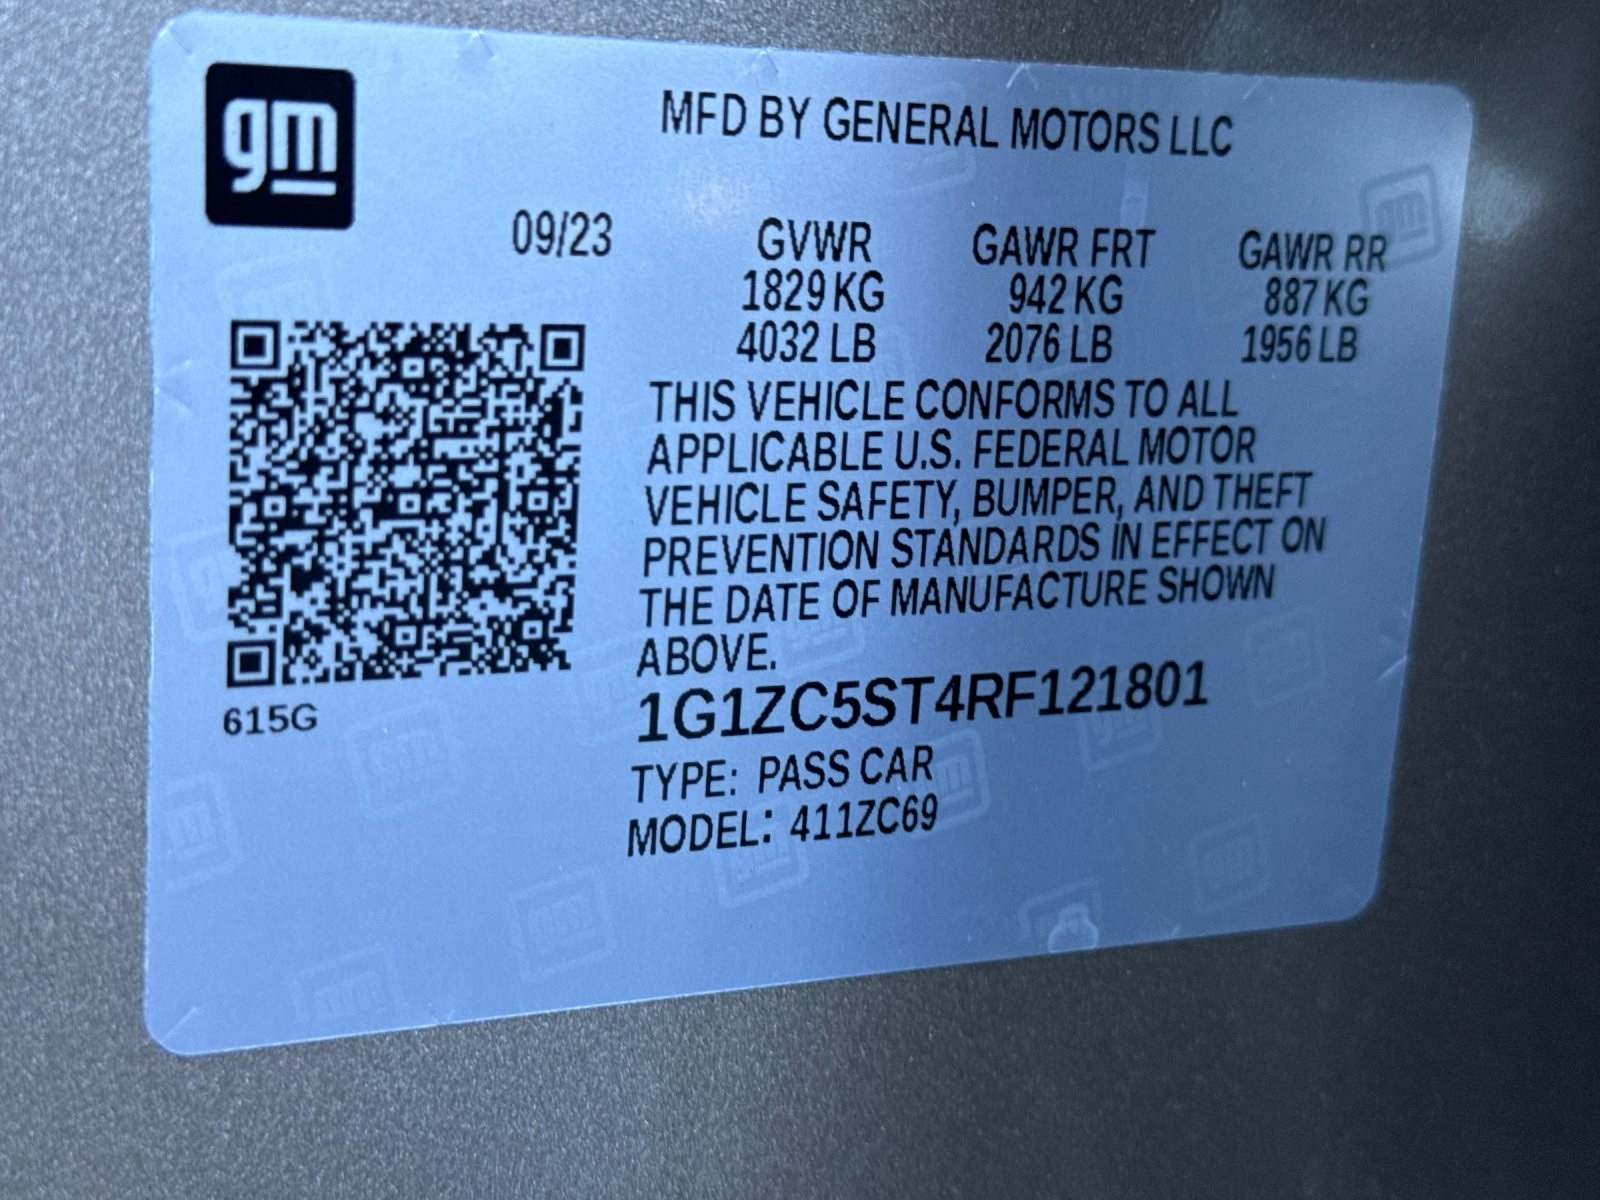 gm
MFD BY GENERAL MOTORS LLC
09/23 GVWR GAWR FRT GAWR RR
1829 KG 942 KG 887 KG
4032 LB 2076 LB 1956 LB
THIS VEHICLE CONFORMS TO ALL
APPLICABLE U.S. FEDERAL MOTOR
VEHICLE SAFETY, BUMPER, AND THEFT
PREVENTION STANDARDS IN EFFECT ON
THE DATE OF MANUFACTURE SHOWN
ABOVE.
615G
1G1ZC5ST4RF121801
TYPE: PASS CAR
MODEL: 411ZC69